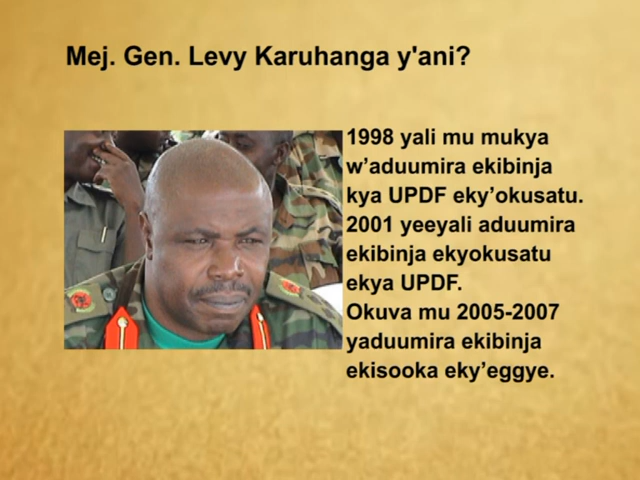 Mej. Gen. Levy Karuhanga y'ani?
1998 yali mu mukya
w’aduumira ekibinja
kya UPDF eky’okusatu.
2001 yeeyali aduumira
ekibinja ekyokusatu
ekya UPDF.
Okuva mu 2005-2007
yaduumira ekibinja
ekisooka eky’eggye.